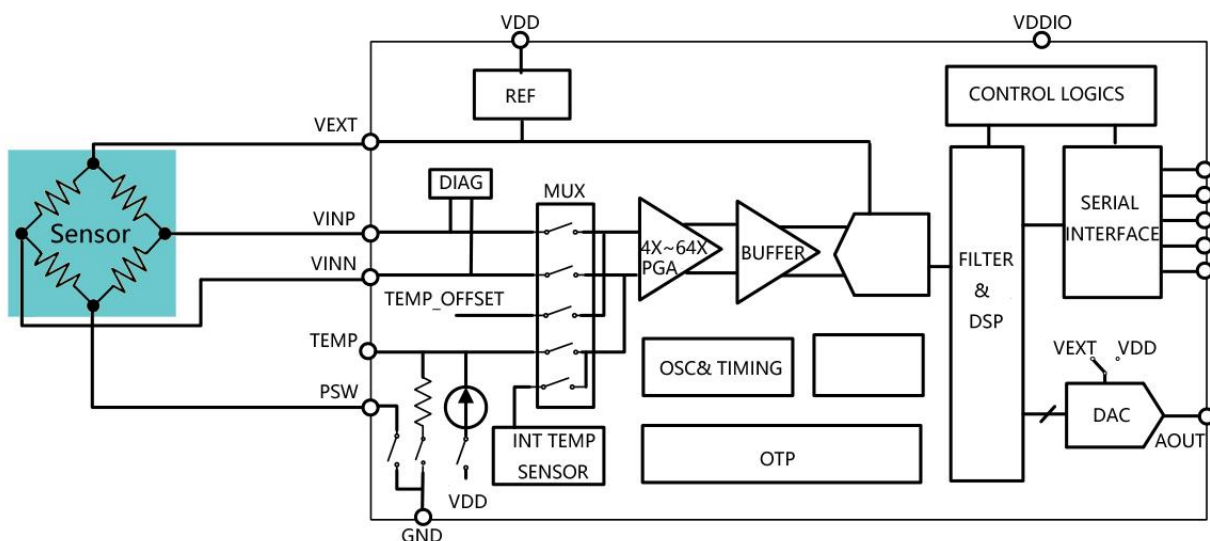 VDD
VDDIO
REF
CONTROL LOGICS
VEXT
DIAG
MUX
VINP
Sensor
SERIAL
INTERFACE
4X~64X
PGA
BUFFER
FILTER
&
DSP
VINN
TEMP_OFFSET
TEMP
OSC& TIMING
VEXT
VDD
PSW
DAC
INT TEMP
SENSOR
OTP
AOUT
VDD
GND